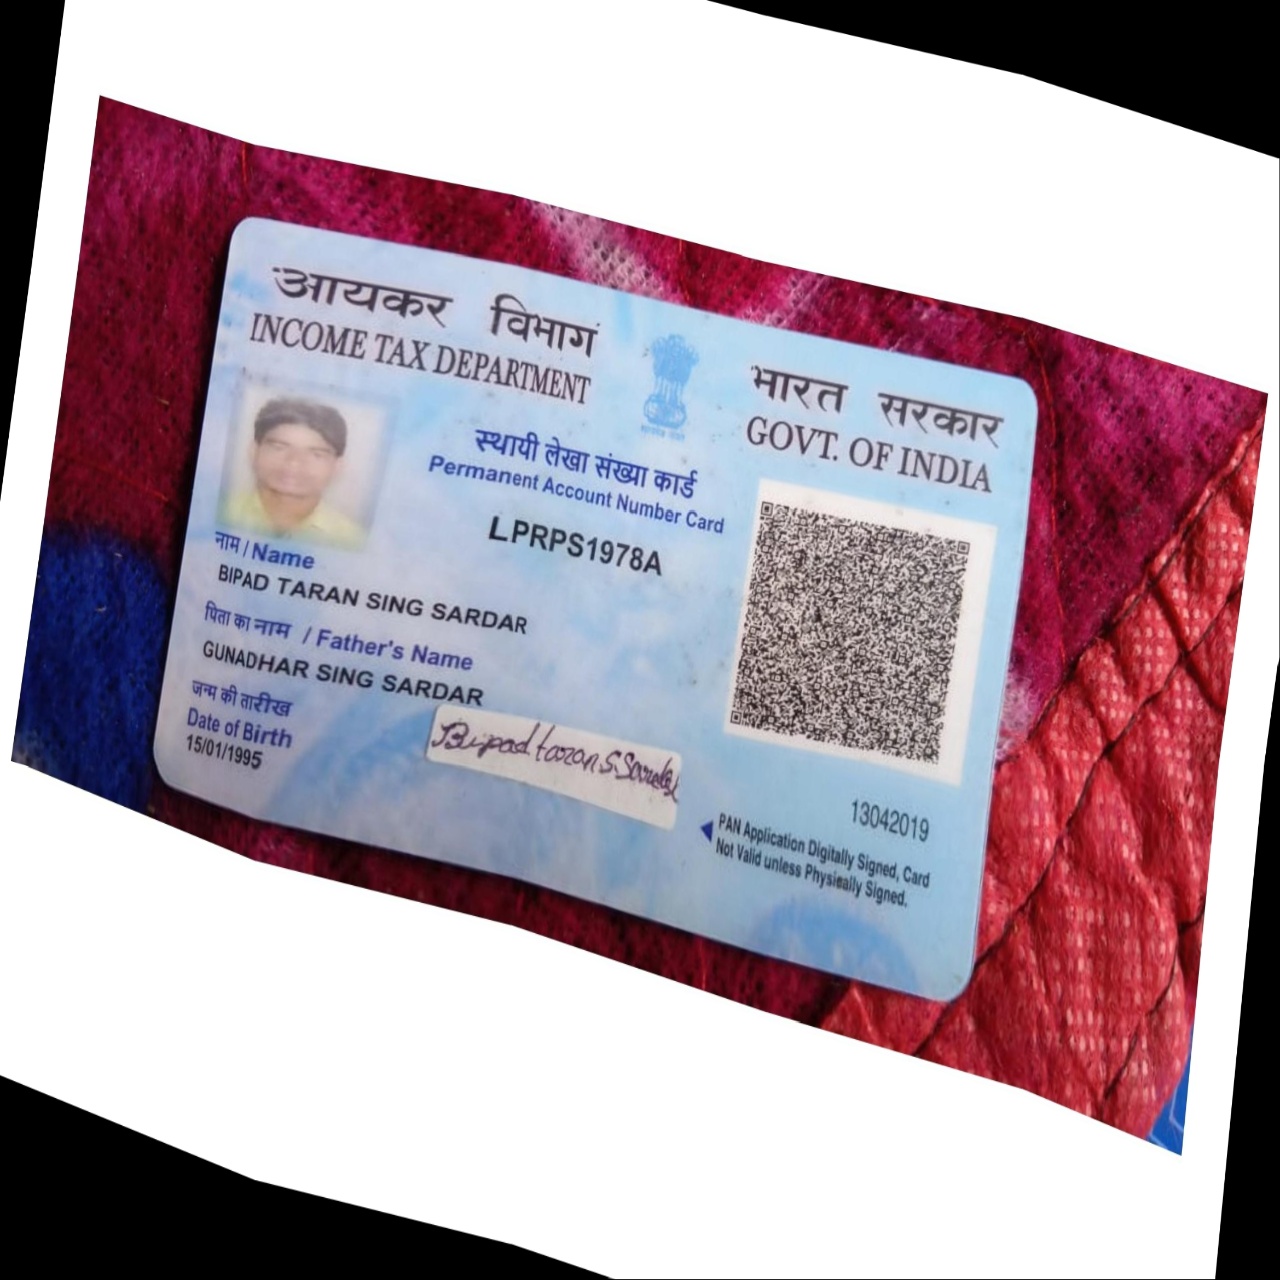 आयकर विभाग
INCOME TAX DEPARTMENT
भारत सरकार
GOVT. OF INDIA
स्थायी लेखा संख्या कार्ड
Permanent Account Number Card
LPRPS1978A
नाम / Name
BIPAD TARAN SING SARDAR
पिता का नाम / Father's Name
GUNADHAR SING SARDAR
जन्म की तारीख
Date of Birth
15/01/1995
Bipad taran S. Sardar
13042019
PAN Application Digitally Signed, Card
Not Valid unless Physically Signed.